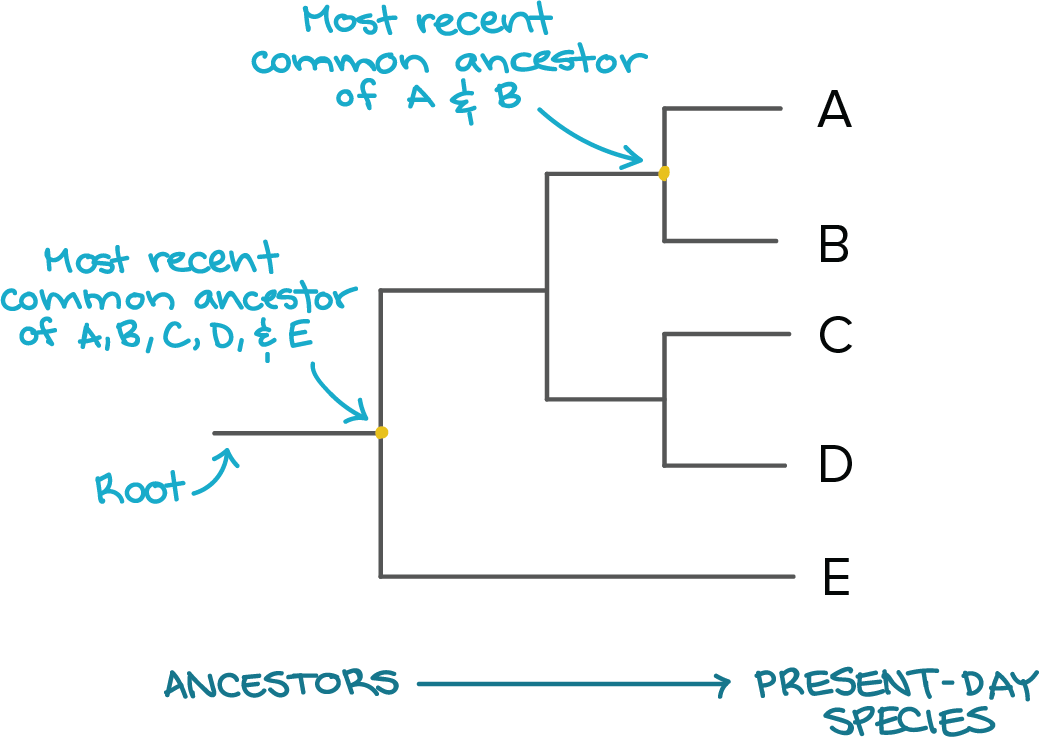 Most recent
common ancestor
of A & B
A
B
Most recent
common ancestor
of A, B, C, D, & E
C
D
Root
E
ANCESTORS
PRESENT-DAY
SPECIES